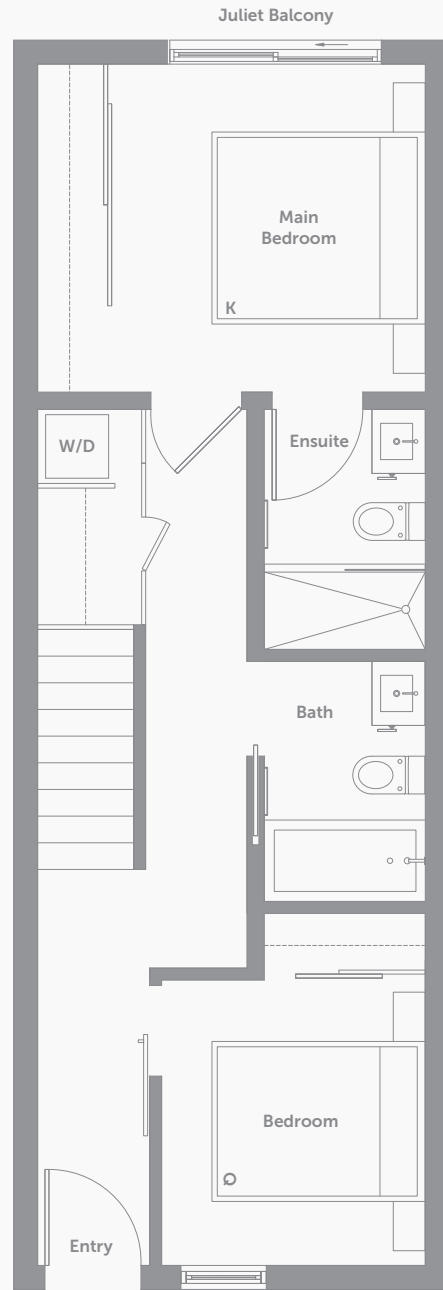 Juliet Balcony
Main
Bedroom
K
W/D
Ensuite
Bath
Bedroom
Q
Entry